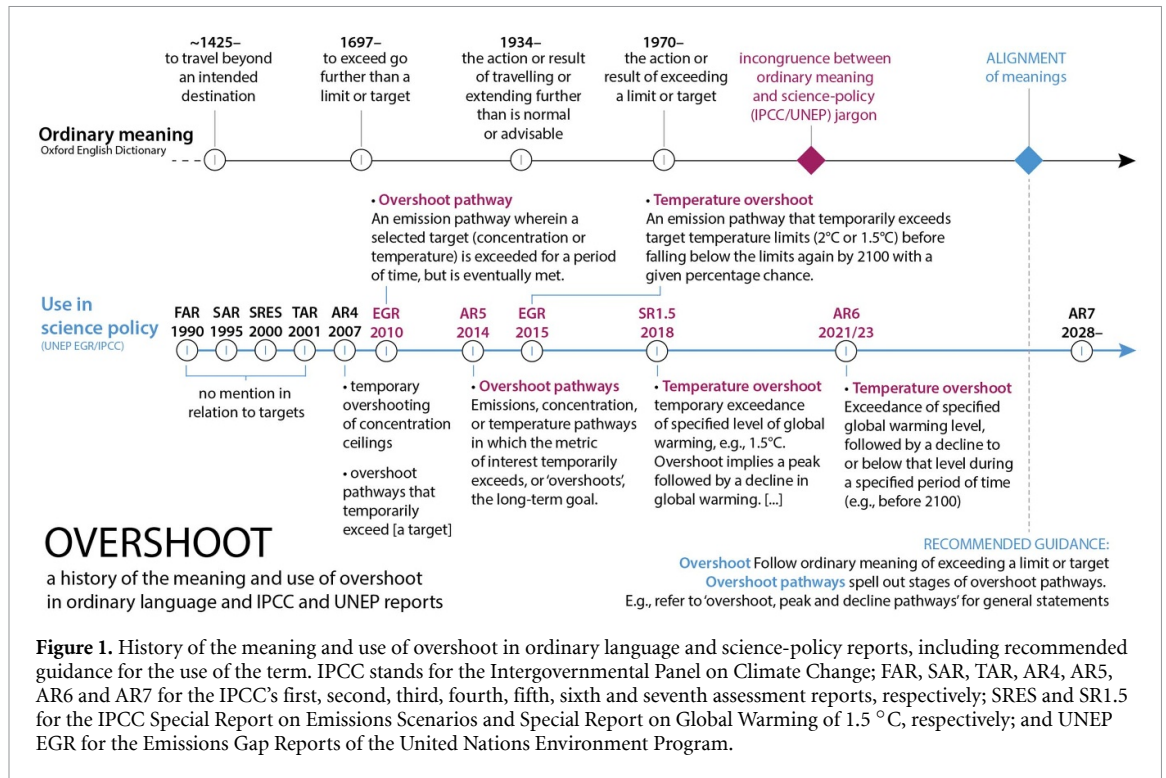 ~1425–
to travel beyond
an intended
destination
1697–
to exceed go
further than a
limit or target
1934–
the action or result
of travelling or
extending further
than is normal
or advisable
1970–
the action or
result of exceeding
a limit or target
incongruence between
ordinary meaning
and science-policy
(IPCC/UNEP) jargon
ALIGNMENT
of meanings
Ordinary meaning
Oxford English Dictionary
• Overshoot pathway
An emission pathway wherein a
selected target (concentration or
temperature) is exceeded for a period
of time, but is eventually met.
• Temperature overshoot
An emission pathway that temporarily exceeds
target temperature limits (2°C or 1.5°C) before
falling below the limits again by 2100 with a
given percentage chance.
Use in
science policy
(UNEP EGR/IPCC)
FAR
1990
SAR
1995
SRES
2000
TAR
2001
AR4
2007
EGR
2010
AR5
2014
EGR
2015
SR1.5
2018
AR6
2021/23
AR7
2028–
no mention in
relation to targets
• temporary
overshooting
of concentration
ceilings
• overshoot
pathways that
temporarily
exceed [a target]
• Overshoot pathways
Emissions, concentration,
or temperature pathways
in which the metric
of interest temporarily
exceeds, or ‘overshoots’,
the long-term goal.
• Temperature overshoot
temporary exceedance
of specified level of global
warming, e.g., 1.5°C.
Overshoot implies a peak
followed by a decline in
global warming. [...]
• Temperature overshoot
Exceedance of specified
global warming level,
followed by a decline to
or below that level during
a specified period of time
(e.g., before 2100)
OVERSHOOT
a history of the meaning and use of overshoot
in ordinary language and IPCC and UNEP reports
RECOMMENDED GUIDANCE:
Overshoot Follow ordinary meaning of exceeding a limit or target
Overshoot pathways spell out stages of overshoot pathways.
E.g., refer to ‘overshoot, peak and decline pathways’ for general statements
Figure 1. History of the meaning and use of overshoot in ordinary language and science-policy reports, including recommended
guidance for the use of the term. IPCC stands for the Intergovernmental Panel on Climate Change; FAR, SAR, TAR, AR4, AR5,
AR6 and AR7 for the IPCC’s first, second, third, fourth, fifth, sixth and seventh assessment reports, respectively; SRES and SR1.5
for the IPCC Special Report on Emissions Scenarios and Special Report on Global Warming of 1.5 °C, respectively; and UNEP
EGR for the Emissions Gap Reports of the United Nations Environment Program.